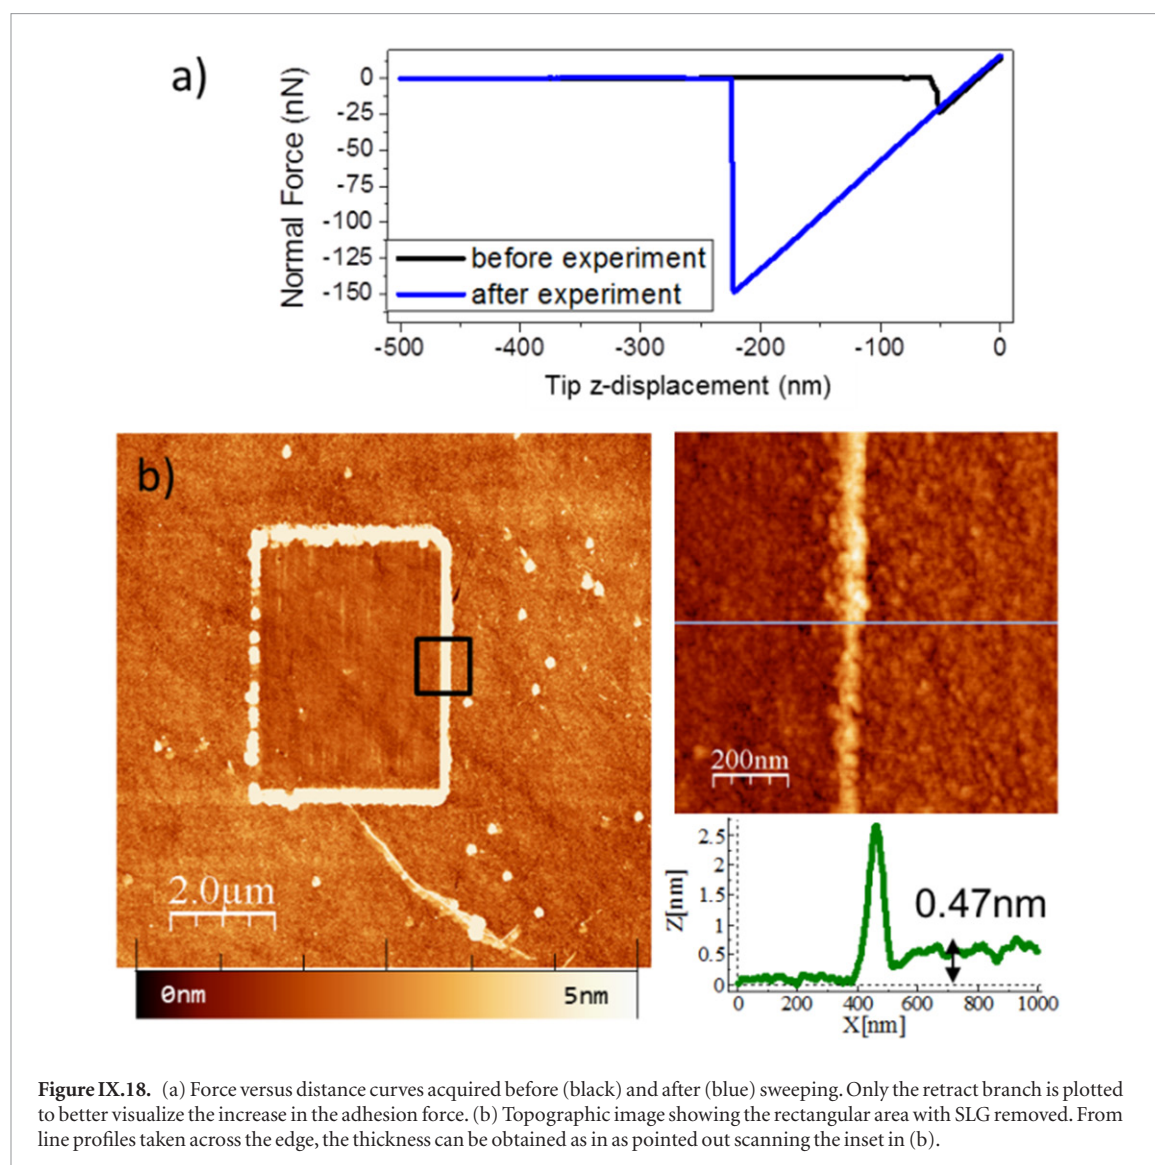 a)
Normal Force (nN)
0
-25
-50
-75
-100
-125
-150
before experiment
after experiment
-500 -400 -300 -200 -100 0
Tip z-displacement (nm)
b)
2.0µm
0nm 5nm
200nm
Z[nm]
2.5
2
1.5
1
0.5
0
0.47nm
0 200 400 600 800 1000
X[nm]
Figure IX.18. (a) Force versus distance curves acquired before (black) and after (blue) sweeping. Only the retract branch is plotted
to better visualize the increase in the adhesion force. (b) Topographic image showing the rectangular area with SLG removed. From
line profiles taken across the edge, the thickness can be obtained as in as pointed out scanning the inset in (b).